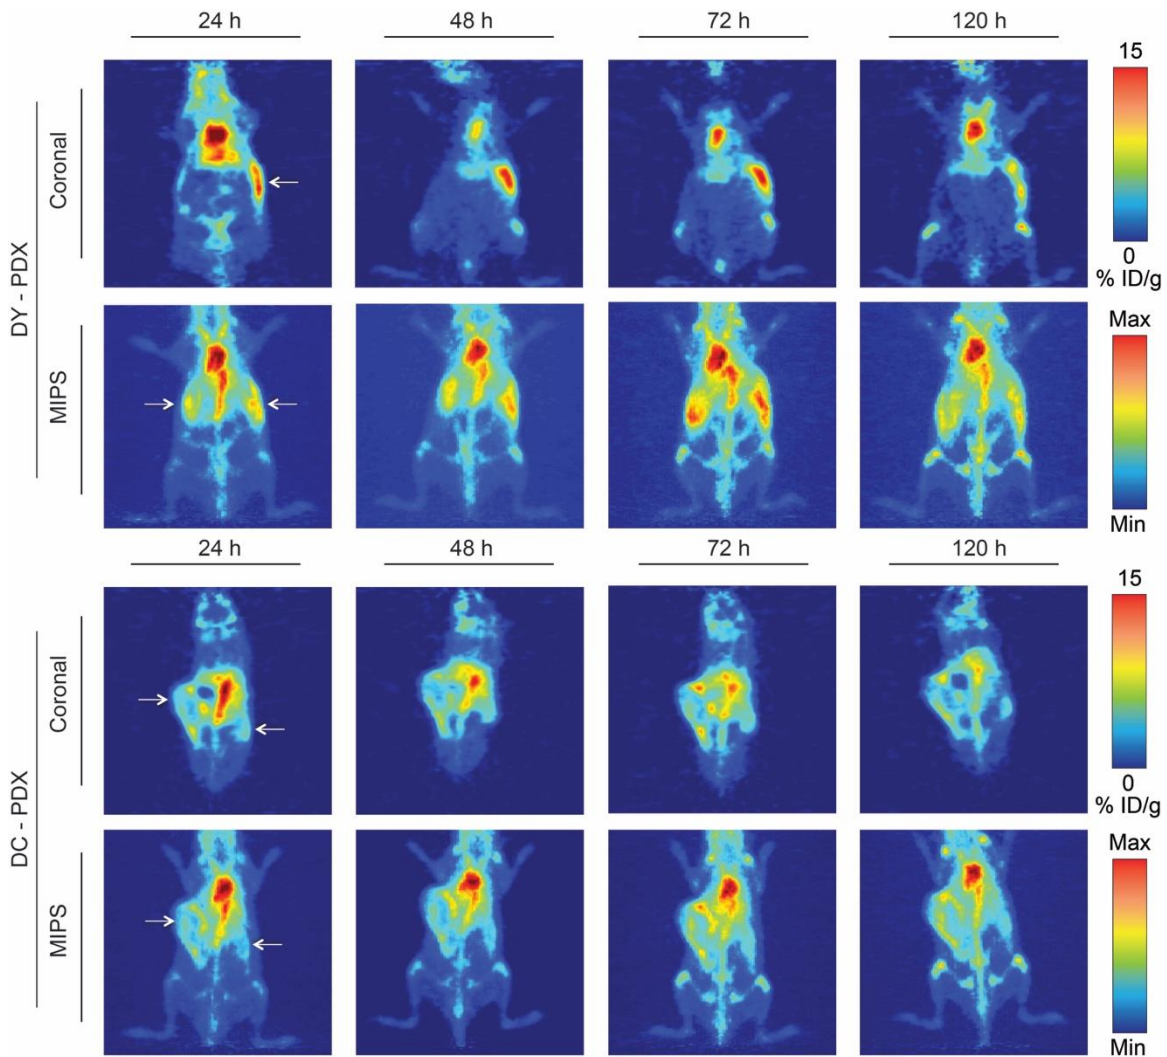 24 h 48 h 72 h 120 h
DY - PDX
Coronal
15
0
% ID/g
MIPS
Max
Min
24 h 48 h 72 h 120 h
DC - PDX
Coronal
15
0
% ID/g
MIPS
Max
Min